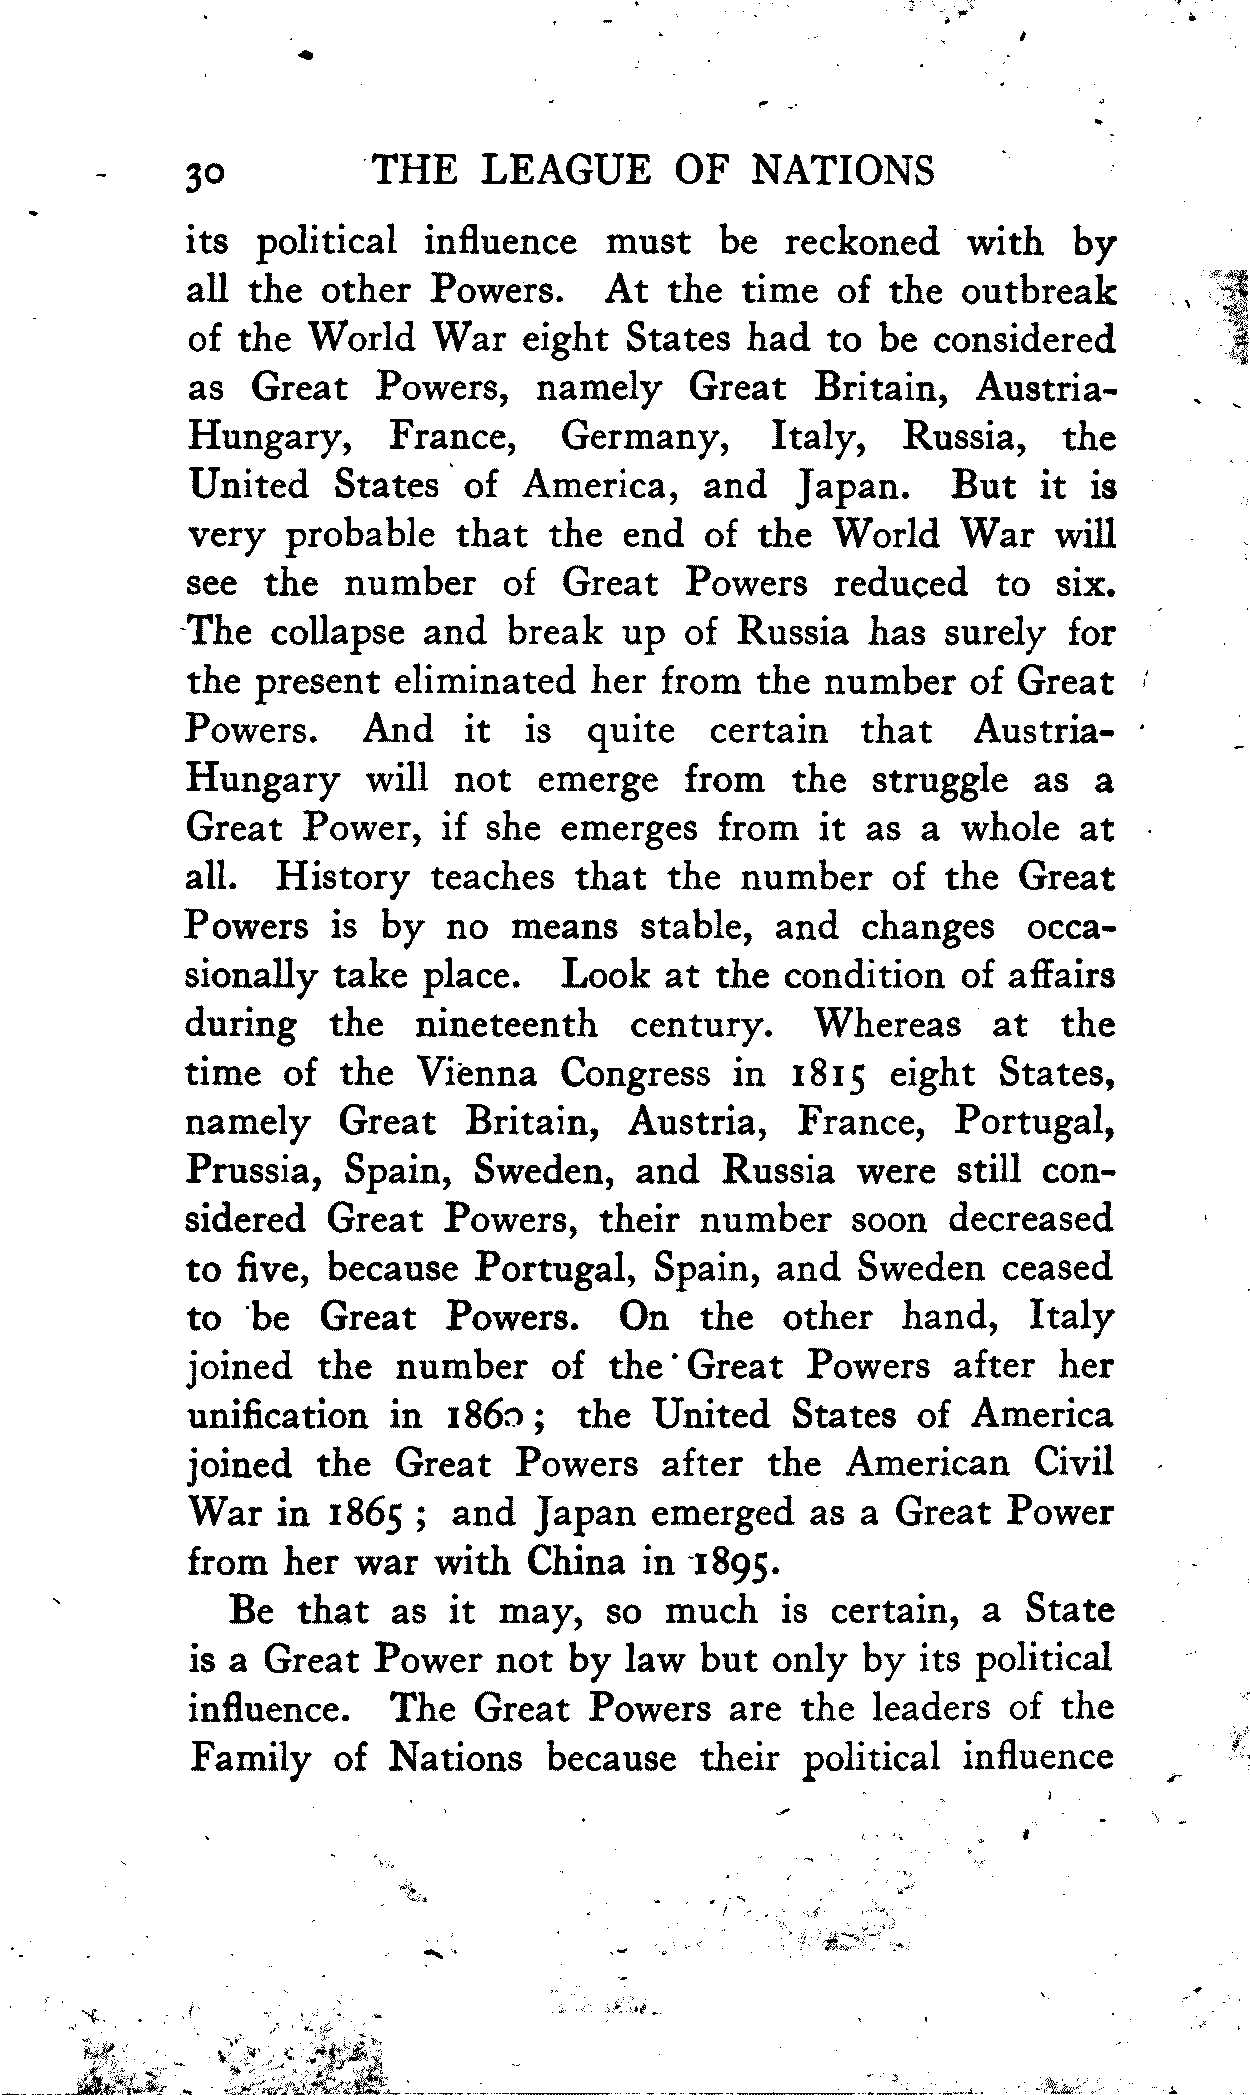 30 THE LEAGUE OF NATIONS
its political influence must be reckoned with by
all the other Powers. At the time of the outbreak
of the World War eight States had to be considered
as Great Powers, namely Great Britain, Austria-
Hungary, France, Germany, Italy, Russia, the
United States of America, and Japan. But it is
very probable that the end of the World War will
see the number of Great Powers reduced to six.
The collapse and break up of Russia has surely for
the present eliminated her from the number of Great
Powers. And it is quite certain that Austria-
Hungary will not emerge from the struggle as a
Great Power, if she emerges from it as a whole at
all. History teaches that the number of the Great
Powers is by no means stable, and changes occa-
sionally take place. Look at the condition of affairs
during the nineteenth century. Whereas at the
time of the Vienna Congress in 1815 eight States,
namely Great Britain, Austria, France, Portugal,
Prussia, Spain, Sweden, and Russia were still con-
sidered Great Powers, their number soon decreased
to five, because Portugal, Spain, and Sweden ceased
to be Great Powers. On the other hand, Italy
joined the number of the Great Powers after her
unification in 1860; the United States of America
joined the Great Powers after the American Civil
War in 1865; and Japan emerged as a Great Power
from her war with China in 1895.
Be that as it may, so much is certain, a State
is a Great Power not by law but only by its political
influence. The Great Powers are the leaders of the
Family of Nations because their political influence